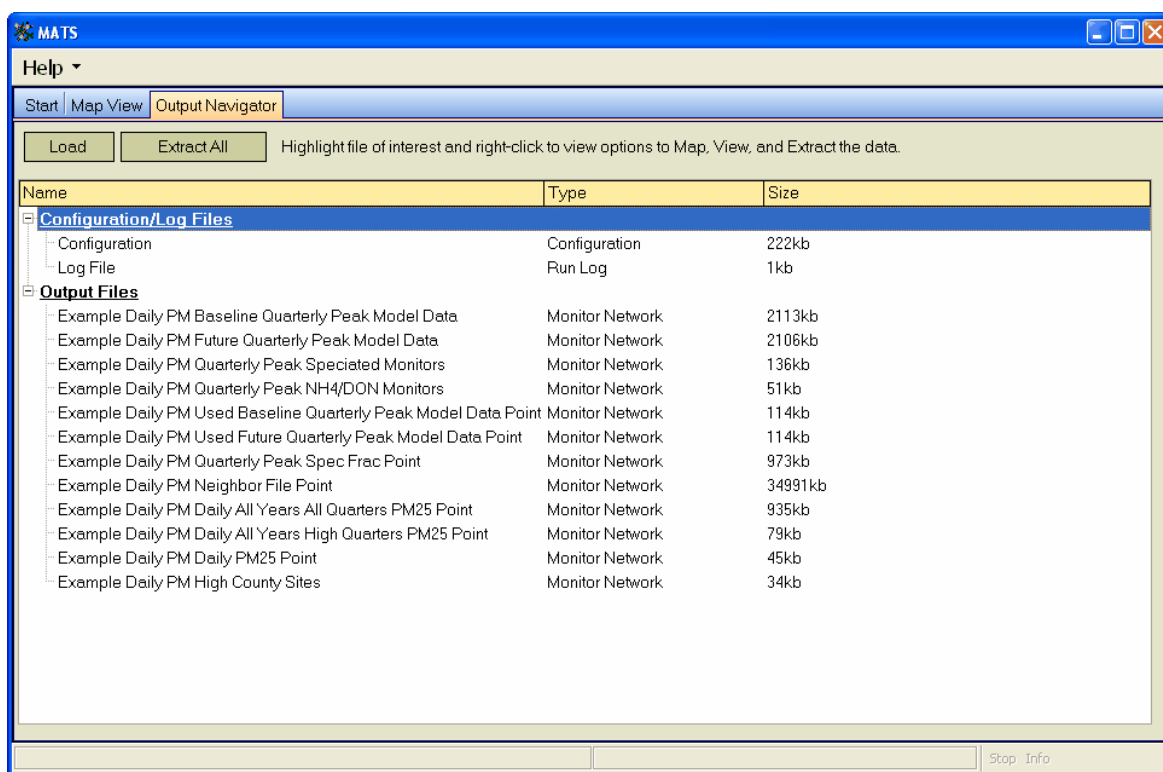 MATS
Help
Start Map View Output Navigator
Load Extract All Highlight file of interest and right-click to view options to Map, View, and Extract the data.
Name Type Size
Configuration/Log Files
Configuration Configuration 222kb
Log File Run Log 1kb
Output Files
Example Daily PM Baseline Quarterly Peak Model Data Monitor Network 2113kb
Example Daily PM Future Quarterly Peak Model Data Monitor Network 2106kb
Example Daily PM Quarterly Peak Speciated Monitors Monitor Network 136kb
Example Daily PM Quarterly Peak NH4/DON Monitors Monitor Network 51kb
Example Daily PM Used Baseline Quarterly Peak Model Data Point Monitor Network 114kb
Example Daily PM Used Future Quarterly Peak Model Data Point Monitor Network 114kb
Example Daily PM Quarterly Peak Spec Frac Point Monitor Network 973kb
Example Daily PM Neighbor File Point Monitor Network 34991kb
Example Daily PM Daily All Years All Quarters PM25 Point Monitor Network 935kb
Example Daily PM Daily All Years High Quarters PM25 Point Monitor Network 79kb
Example Daily PM Daily PM25 Point Monitor Network 45kb
Example Daily PM High County Sites Monitor Network 34kb
Stop Info